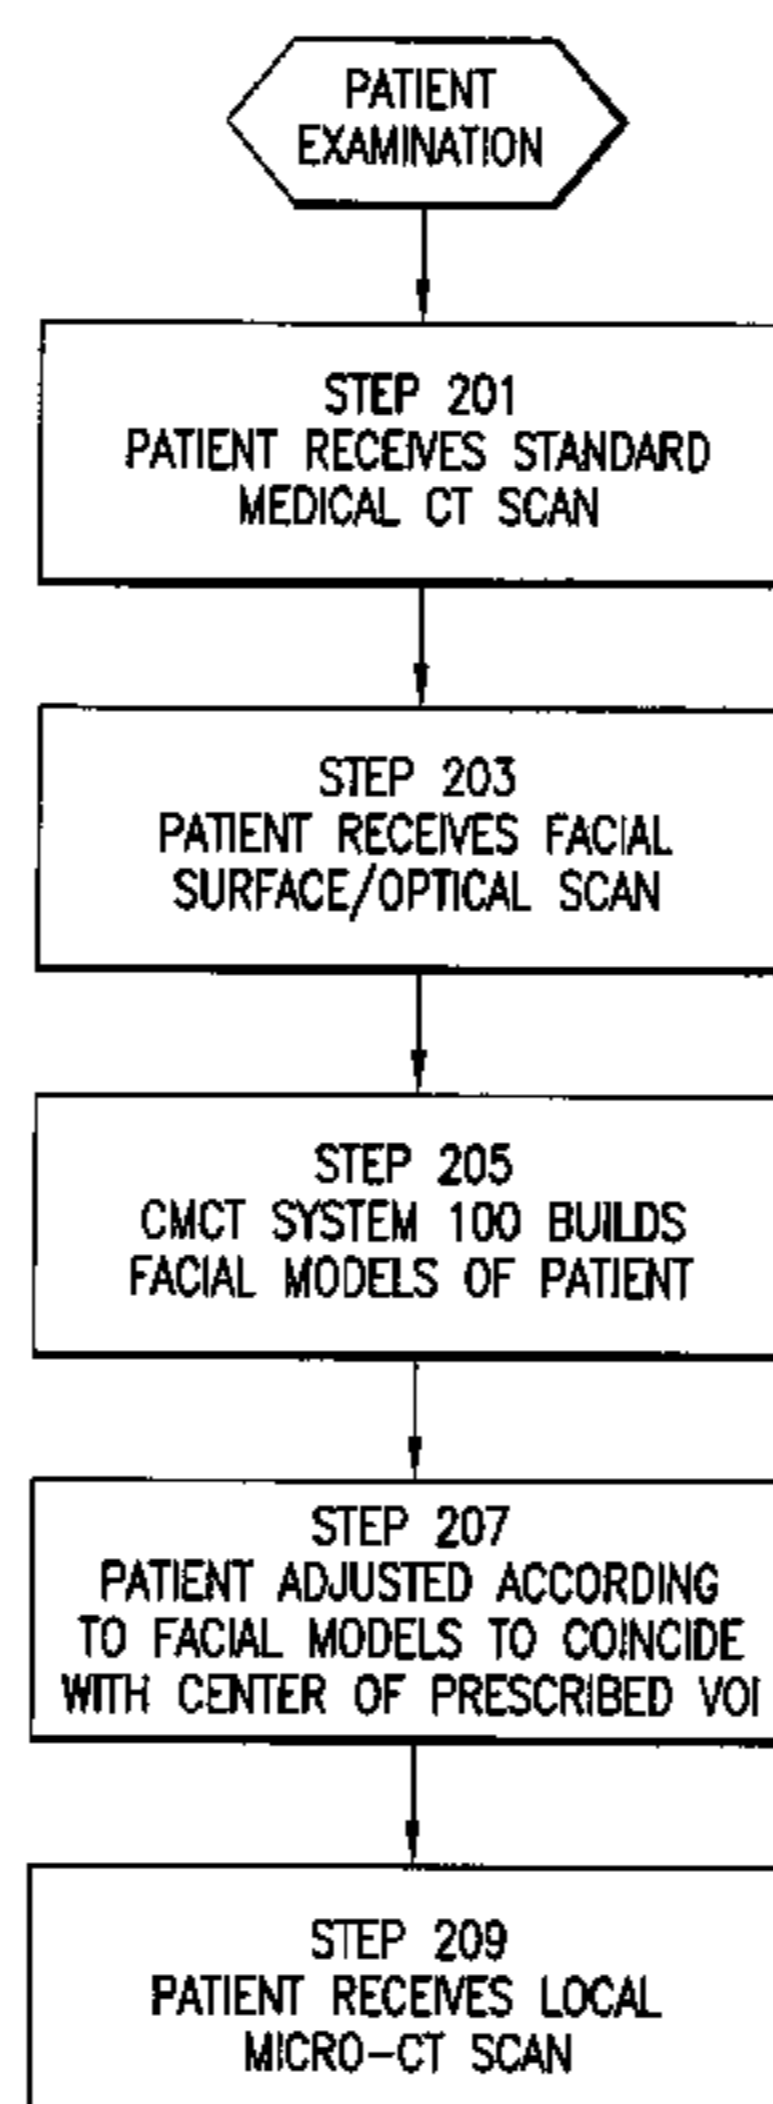 PATIENT
EXAMINATION
STEP 201
PATIENT RECEIVES STANDARD
MEDICAL CT SCAN
STEP 203
PATIENT RECEIVES FACIAL
SURFACE/OPTICAL SCAN
STEP 205
CMCT SYSTEM 100 BUILDS
FACIAL MODELS OF PATIENT
STEP 207
PATIENT ADJUSTED ACCORDING
TO FACIAL MODELS TO COINCIDE
WITH CENTER OF PRESCRIBED VOI
STEP 209
PATIENT RECEIVES LOCAL
MICRO-CT SCAN